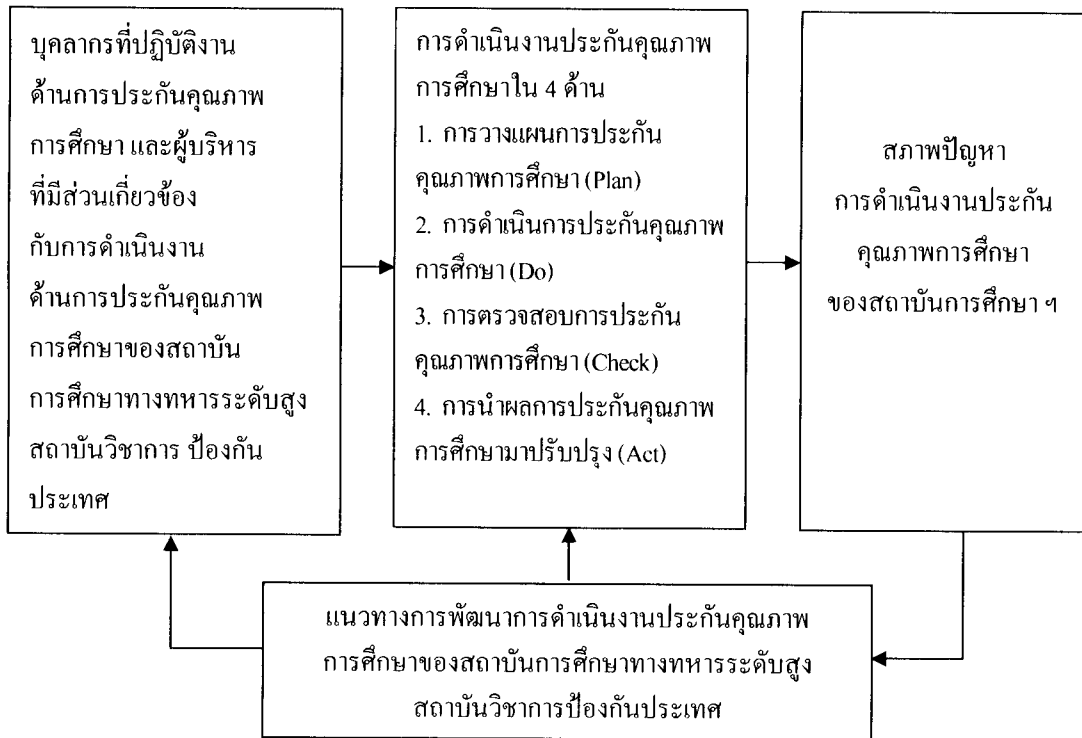 บุคลากรที่ปฏิบัติงาน
ด้านการประกันคุณภาพ
การศึกษา และผู้บริหาร
ที่มีส่วนเกี่ยวข้อง
กับการดำเนินงาน
ด้านการประกันคุณภาพ
การศึกษาของสถาบัน
การศึกษาทางทหารระดับสูง
สถาบันวิชาการ ป้องกัน
ประเทศ
การดำเนินงานประกันคุณภาพ
การศึกษาใน 4 ด้าน
1. การวางแผนการประกัน
คุณภาพการศึกษา (Plan)
2. การดำเนินการประกันคุณภาพ
การศึกษา (Do)
3. การตรวจสอบการประกัน
คุณภาพการศึกษา (Check)
4. การนำผลการประกันคุณภาพ
การศึกษามาปรับปรุง (Act)
สภาพปัญหา
การดำเนินงานประกัน
คุณภาพการศึกษา
ของสถาบันการศึกษา ฯ
แนวทางการพัฒนาการดำเนินงานประกันคุณภาพ
การศึกษาของสถาบันการศึกษาทางทหารระดับสูง
สถาบันวิชาการป้องกันประเทศ